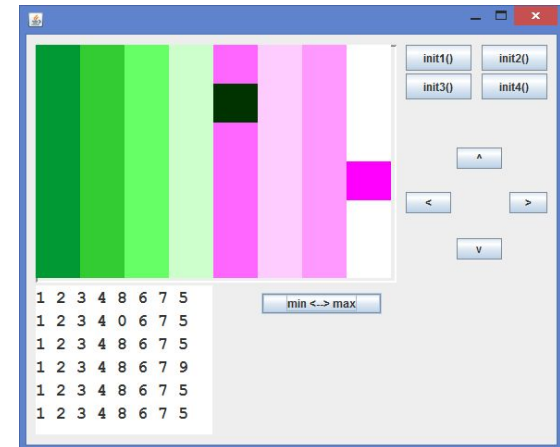 init1() init2()
init3() init4()
^
< >
v
min <--> max
1 2 3 4 8 6 7 5
1 2 3 4 0 6 7 5
1 2 3 4 8 6 7 5
1 2 3 4 8 6 7 9
1 2 3 4 8 6 7 5
1 2 3 4 8 6 7 5